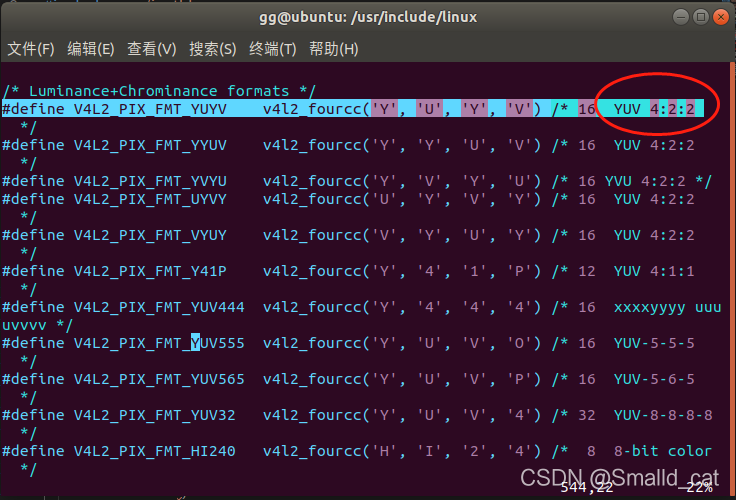 gg@ubuntu: /usr/include/linux
文件(F) 编辑(E) 查看(V) 搜索(S) 终端(T) 帮助(H)
/* Luminance+Chrominance formats */
#define V4L2_PIX_FMT_YUYV    v4l2_fourcc('Y', 'U', 'Y', 'V') /* 16  YUV 4:2:2
  */
#define V4L2_PIX_FMT_YYUV    v4l2_fourcc('Y', 'Y', 'U', 'V') /* 16  YUV 4:2:2
  */
#define V4L2_PIX_FMT_YVYU    v4l2_fourcc('Y', 'V', 'Y', 'U') /* 16 YVU 4:2:2 */
#define V4L2_PIX_FMT_UYVY    v4l2_fourcc('U', 'Y', 'V', 'Y') /* 16  YUV 4:2:2
  */
#define V4L2_PIX_FMT_VYUY    v4l2_fourcc('V', 'Y', 'U', 'Y') /* 16  YUV 4:2:2
  */
#define V4L2_PIX_FMT_Y41P    v4l2_fourcc('Y', '4', '1', 'P') /* 12  YUV 4:1:1
  */
#define V4L2_PIX_FMT_YUV444  v4l2_fourcc('Y', '4', '4', '4') /* 16  xxxxyyyy uuu
uvvvv */
#define V4L2_PIX_FMT_YUV555  v4l2_fourcc('Y', 'U', 'V', 'O') /* 16  YUV-5-5-5
  */
#define V4L2_PIX_FMT_YUV565  v4l2_fourcc('Y', 'U', 'V', 'P') /* 16  YUV-5-6-5
  */
#define V4L2_PIX_FMT_YUV32   v4l2_fourcc('Y', 'U', 'V', '4') /* 32  YUV-8-8-8-8
  */
#define V4L2_PIX_FMT_HI240   v4l2_fourcc('H', 'I', '2', '4') /*  8  8-bit color
  */
544,22 22%
CSDN @Smalld_cat